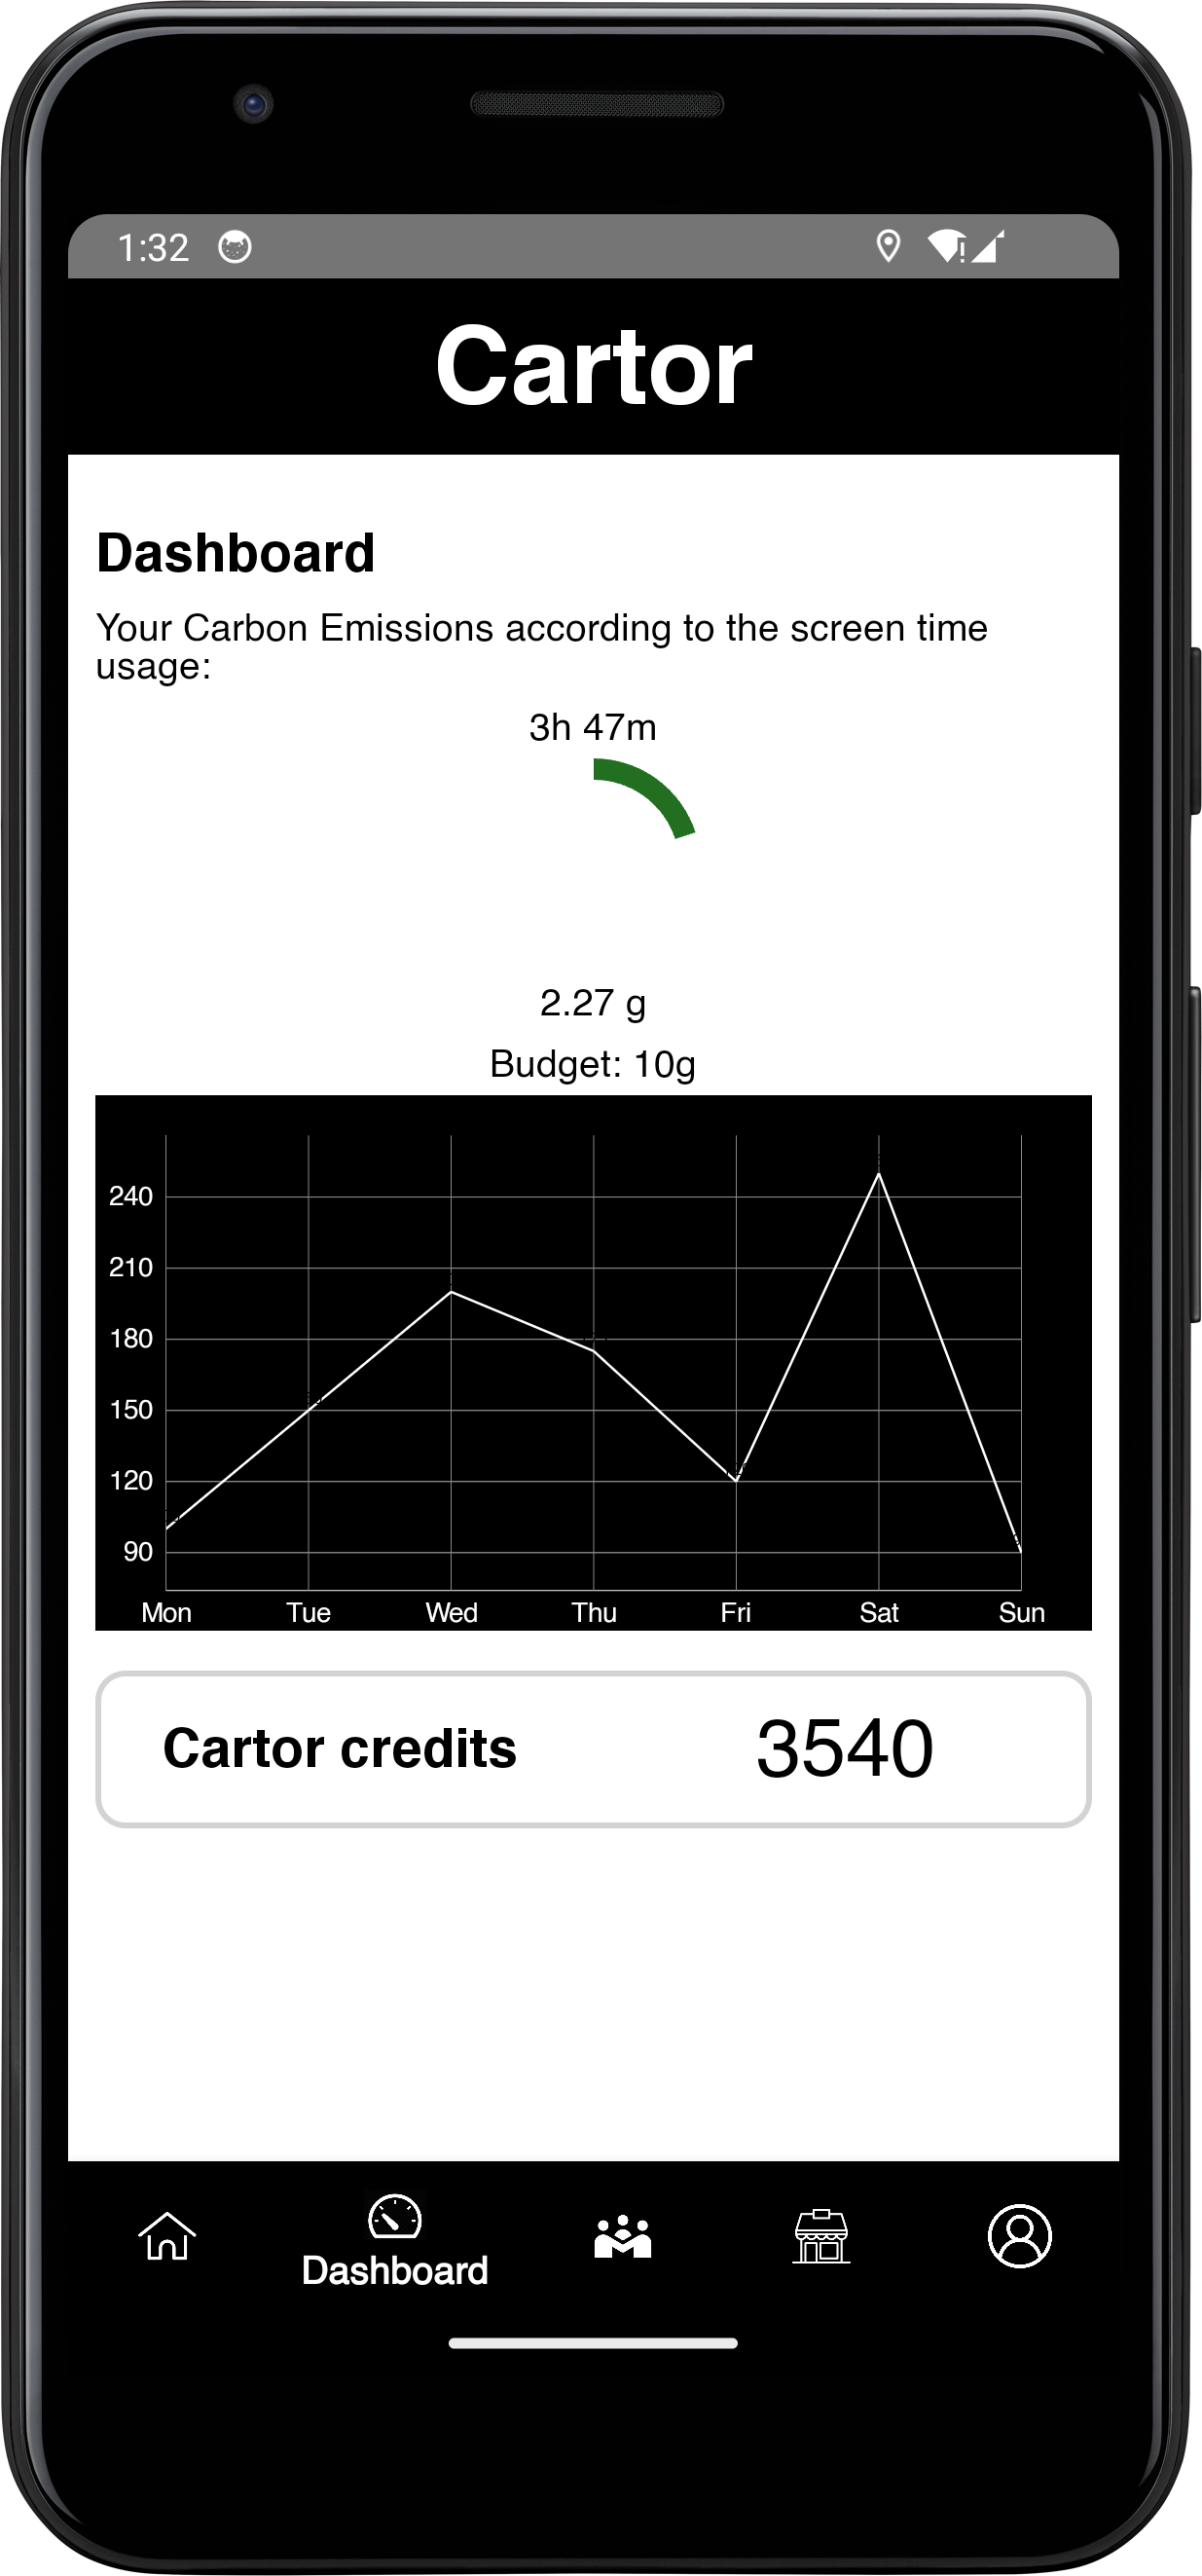 1:32
Cartor
Dashboard
Your Carbon Emissions according to the screen time
usage:
3h 47m
2.27 g
Budget: 10g
240
210
180
150
120
90
Mon Tue Wed Thu Fri Sat Sun
Cartor credits 3540
Dashboard